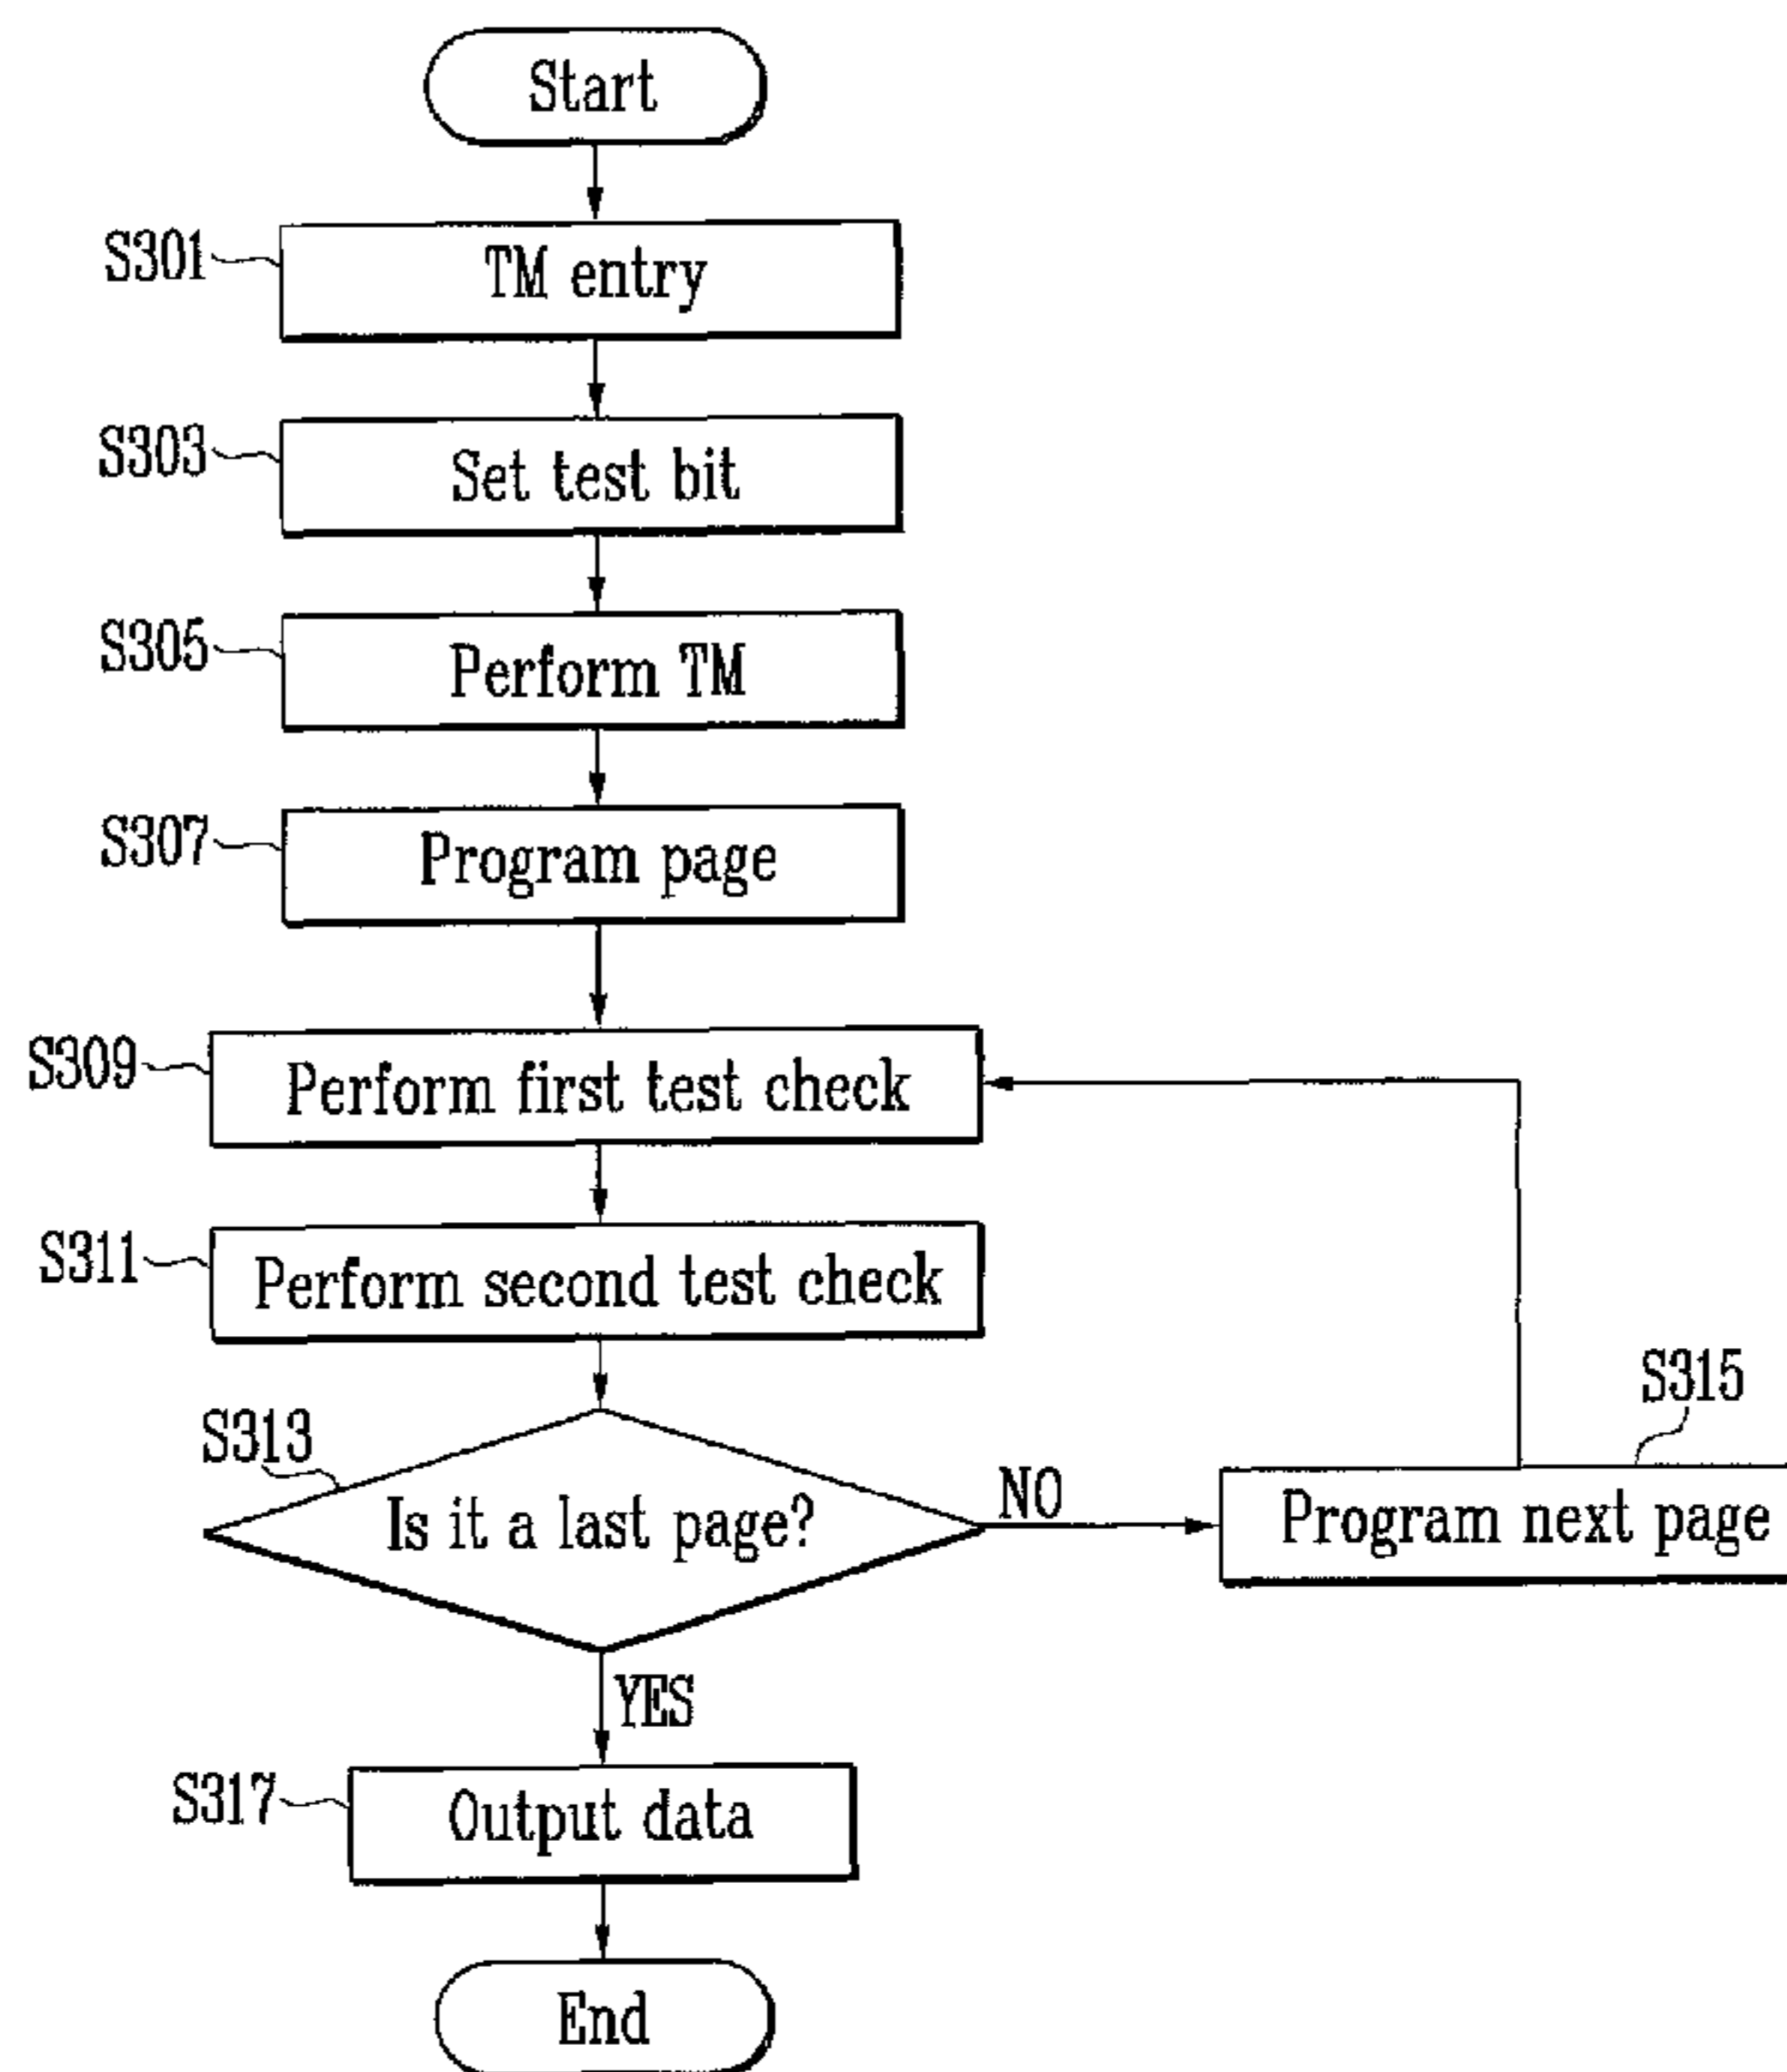 Start
S301
TM entry
S303
Set test bit
S305
Perform TM
S307
Program page
S309
Perform first test check
S311
Perform second test check
S313
Is it a last page?
NO
S315
Program next page
YES
S317
Output data
End